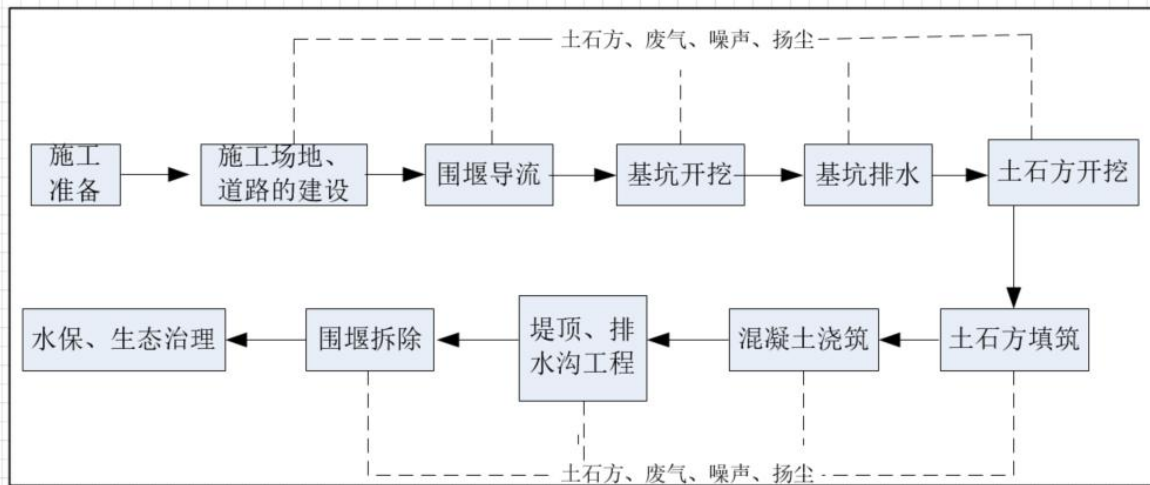 土石方、废气、噪声、扬尘
施工
准备
施工场地、
道路的建设
围堰导流
基坑开挖
基坑排水
土石方开挖
水保、生态治理
围堰拆除
堤顶、排
水沟工程
混凝土浇筑
土石方填筑
土石方、废气、噪声、扬尘